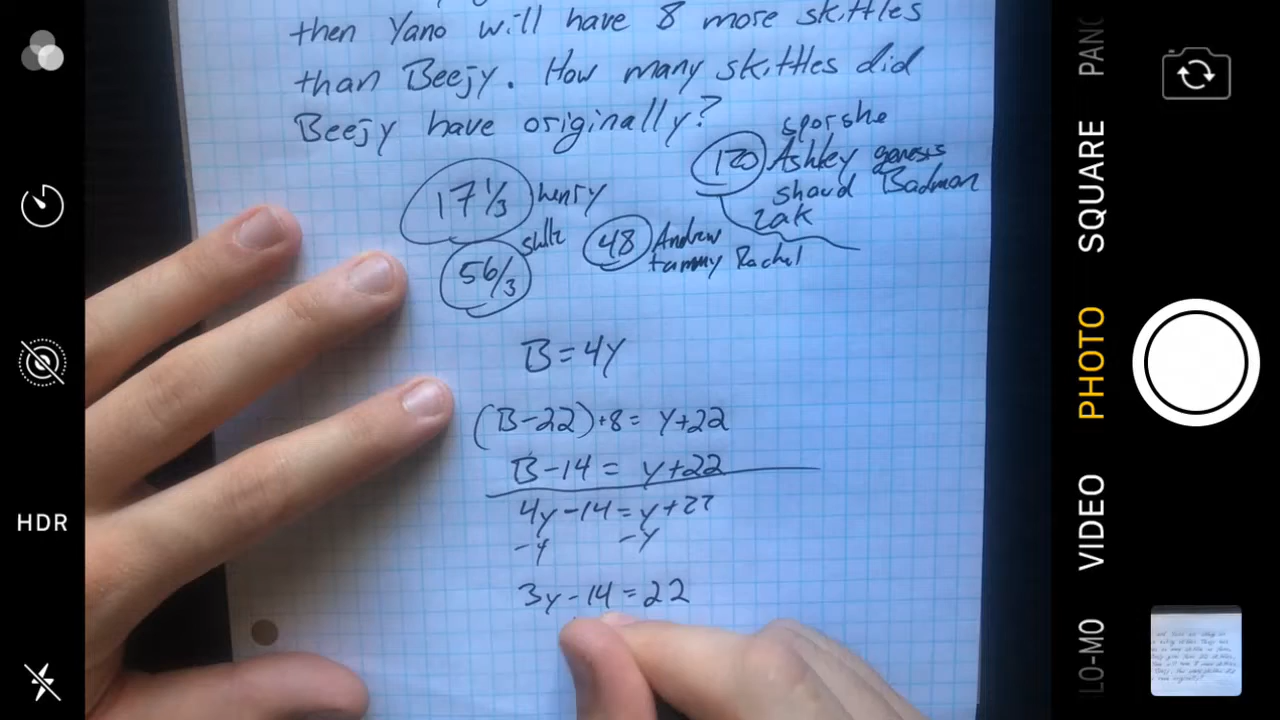 then Yano will have 8 more skittles
than Beejy. How many skittles did
Beejy have originally?
sporshe
120 Ashley genesis
shoud Badman
zak
17 1/3 henry
48 Andrew
tammy Rachel
56/3
B=4y
(B-22)+8= y+22
B-14= y+22
4y-14=y+22
-y -y
3y-14=22
HDR
PANO
SQUARE
PHOTO
VIDEO
LO-MO